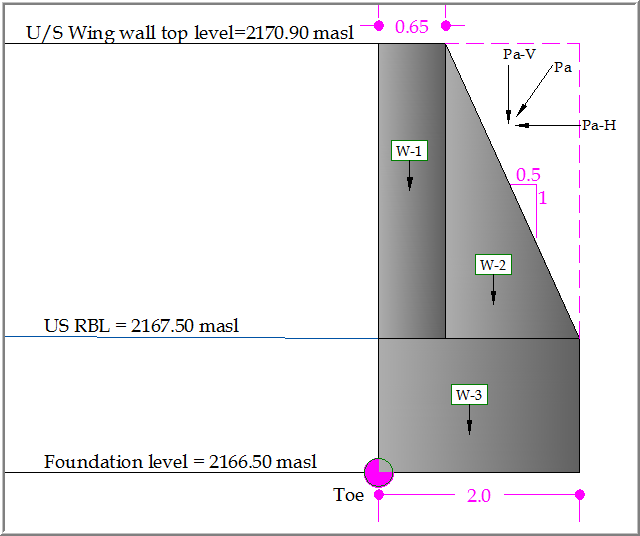 0.65
U/S Wing wall top level=2170.90 masl
Pa-V
Pa
Pa-H
W-1
0.5
1
W-2
US RBL = 2167.50 masl
W-3
Foundation level = 2166.50 masl
Toe
2.0